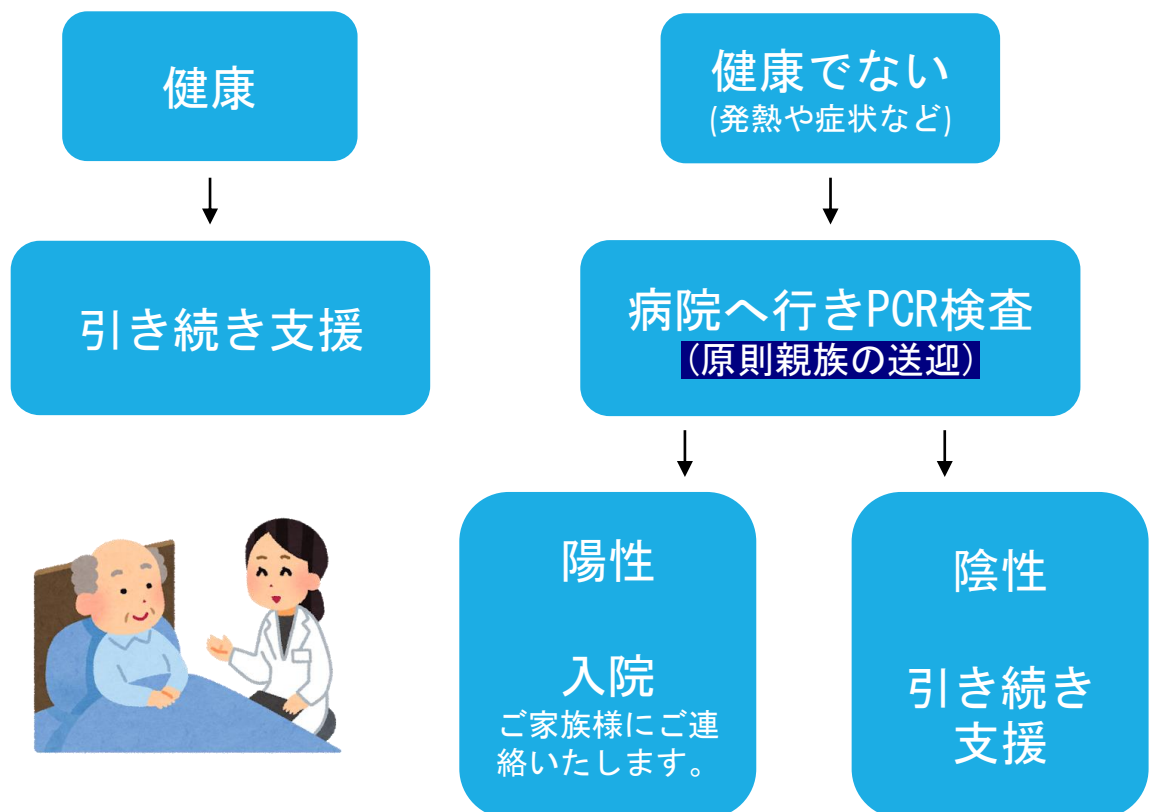 健康
健康でない
(発熱や症状など)
引き続き支援
病院へ行きPCR検査
(原則親族の送迎)
陽性
入院
ご家族様にご連
絡いたします。
陰性
引き続き
支援